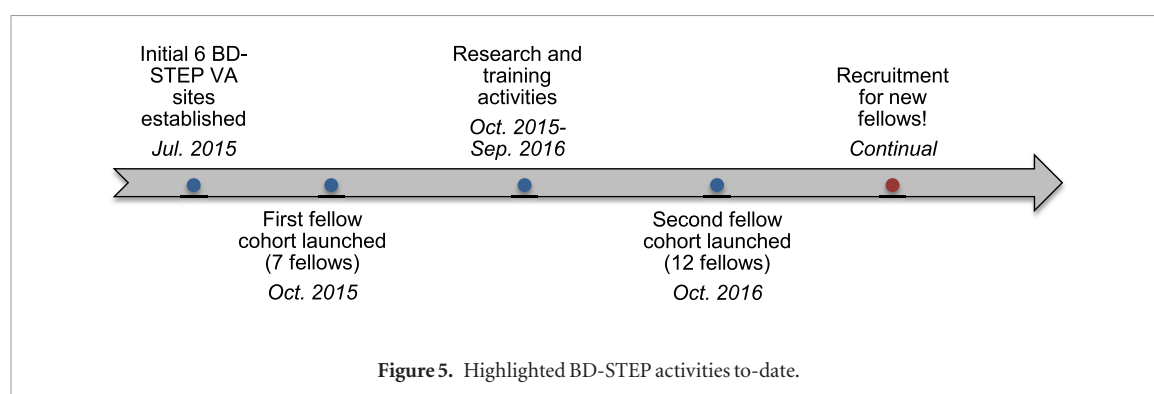 Initial 6 BD-
STEP VA
sites
established
Jul. 2015
First fellow
cohort launched
(7 fellows)
Oct. 2015
Research and
training
activities
Oct. 2015-
Sep. 2016
Second fellow
cohort launched
(12 fellows)
Oct. 2016
Recruitment
for new
fellows!
Continual
Figure 5. Highlighted BD-STEP activities to-date.